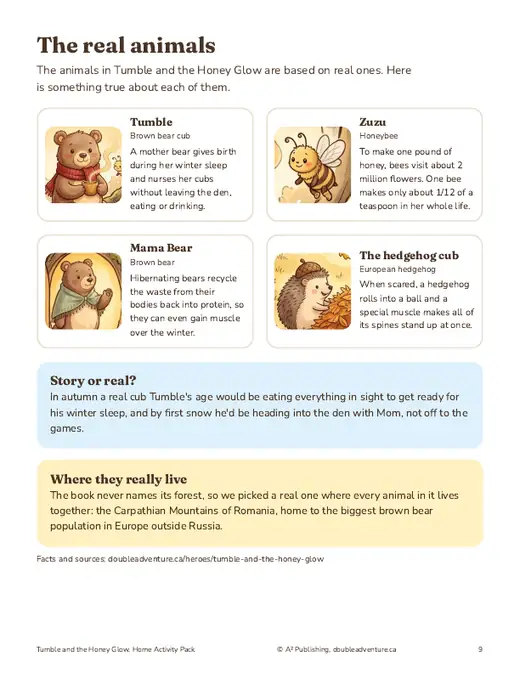 The real animals
The animals in Tumble and the Honey Glow are based on real ones. Here
is something true about each of them.
Tumble
Brown bear cub
A mother bear gives birth
during her winter sleep
and nurses her cubs
without leaving the den,
eating or drinking.
Zuzu
Honeybee
To make one pound of
honey, bees visit about 2
million flowers. One bee
makes only about 1/12 of a
teaspoon in her whole life.
Mama Bear
Brown bear
Hibernating bears recycle
the waste from their
bodies back into protein, so
they can even gain muscle
over the winter.
The hedgehog cub
European hedgehog
When scared, a hedgehog
rolls into a ball and a
special muscle makes all of
its spines stand up at once.
Story or real?
In autumn a real cub Tumble's age would be eating everything in sight to get ready for
his winter sleep, and by first snow he'd be heading into the den with Mom, not off to the
games.
Where they really live
The book never names its forest, so we picked a real one where every animal in it lives
together: the Carpathian Mountains of Romania, home to the biggest brown bear
population in Europe outside Russia.
Facts and sources: doubleadventure.ca/heroes/tumble-and-the-honey-glow
Tumble and the Honey Glow. Home Activity Pack
© A² Publishing, doubleadventure.ca
9